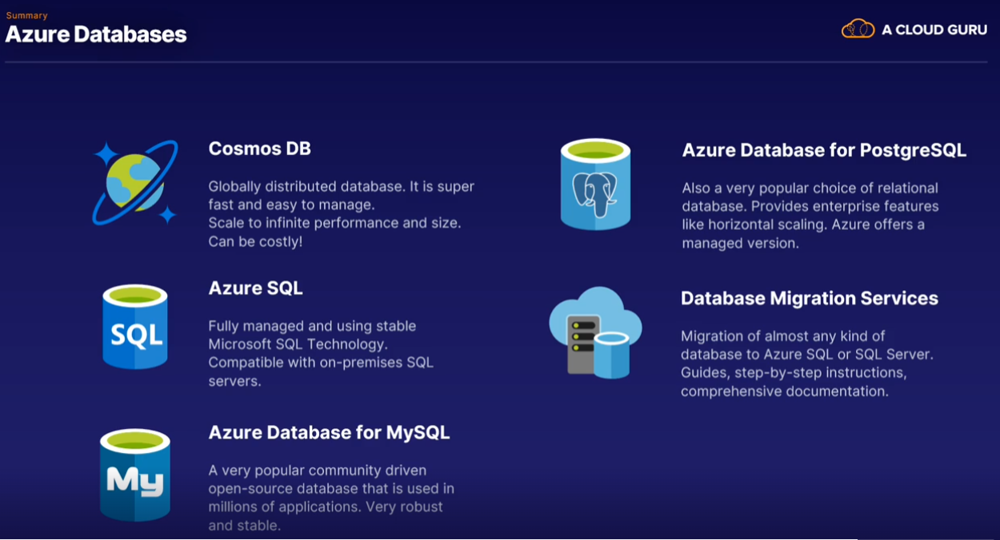 Summary
Azure Databases
A CLOUD GURU
Cosmos DB
Globally distributed database. It is super
fast and easy to manage.
Scale to infinite performance and size.
Can be costly!
Azure SQL
Fully managed and using stable
Microsoft SQL Technology.
Compatible with on-premises SQL
servers.
SQL
Azure Database for MySQL
A very popular community driven
open-source database that is used in
millions of applications. Very robust
and stable.
My
Azure Database for PostgreSQL
Also a very popular choice of relational
database. Provides enterprise features
like horizontal scaling. Azure offers a
managed version.
Database Migration Services
Migration of almost any kind of
database to Azure SQL or SQL Server.
Guides, step-by-step instructions,
comprehensive documentation.